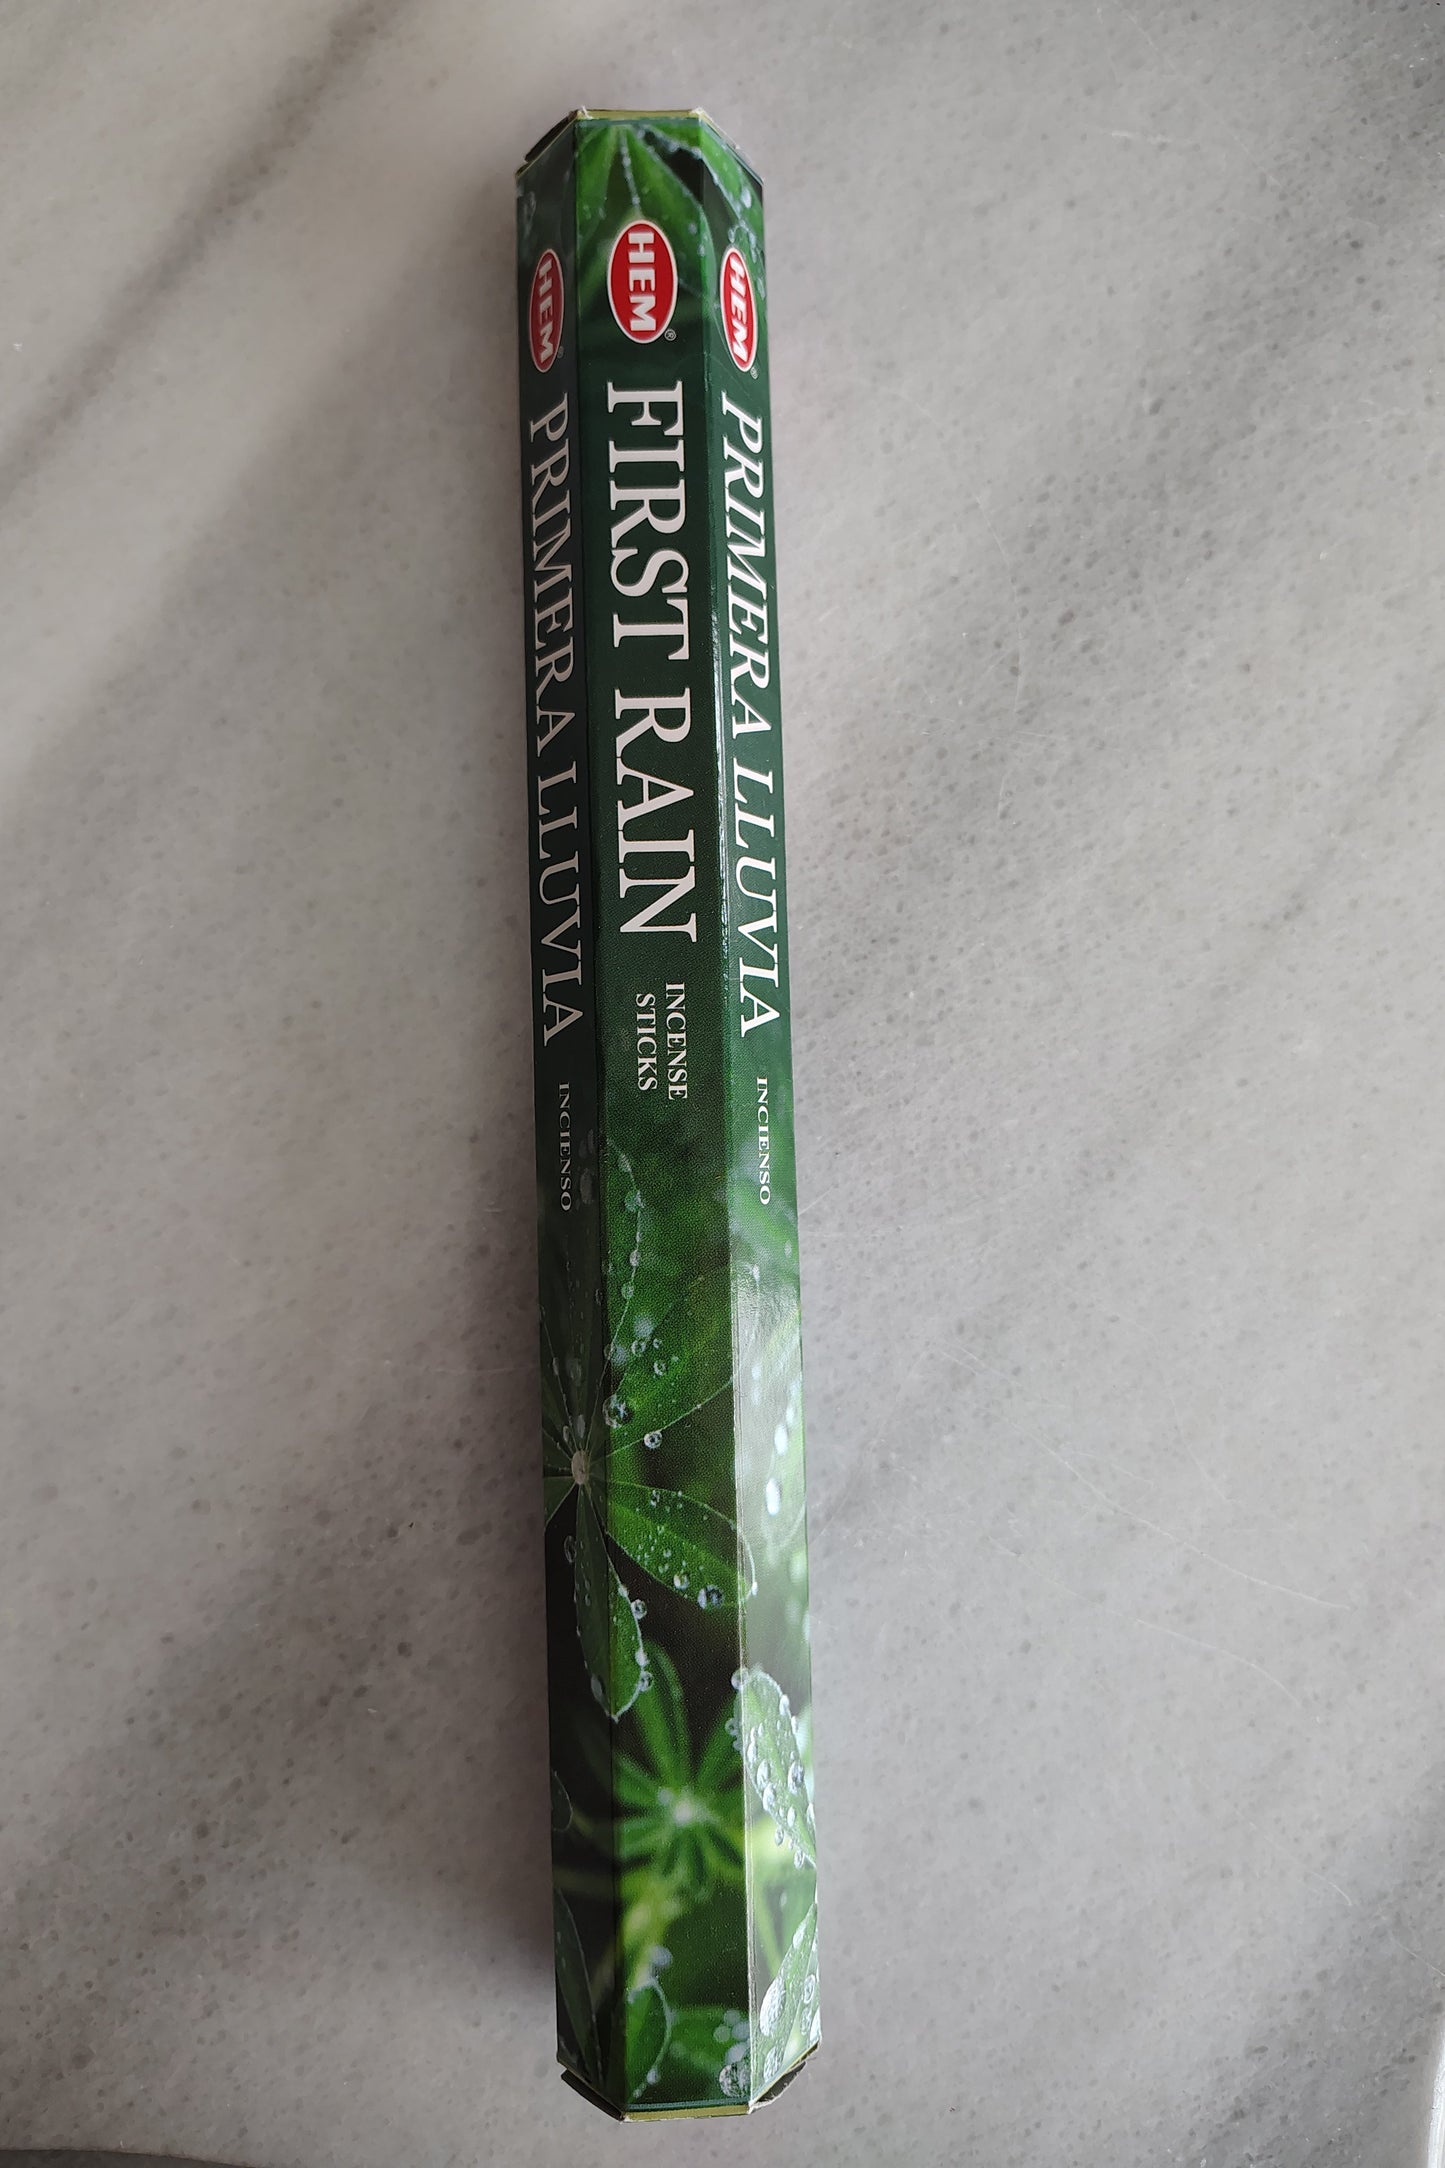 HEM®
FIRST RAIN
INCENSE
STICKS
HEM®
PRIMERA LLUVIA
INCIENSO
HEM®
PRIMERA LLUVIA
INCIENSO